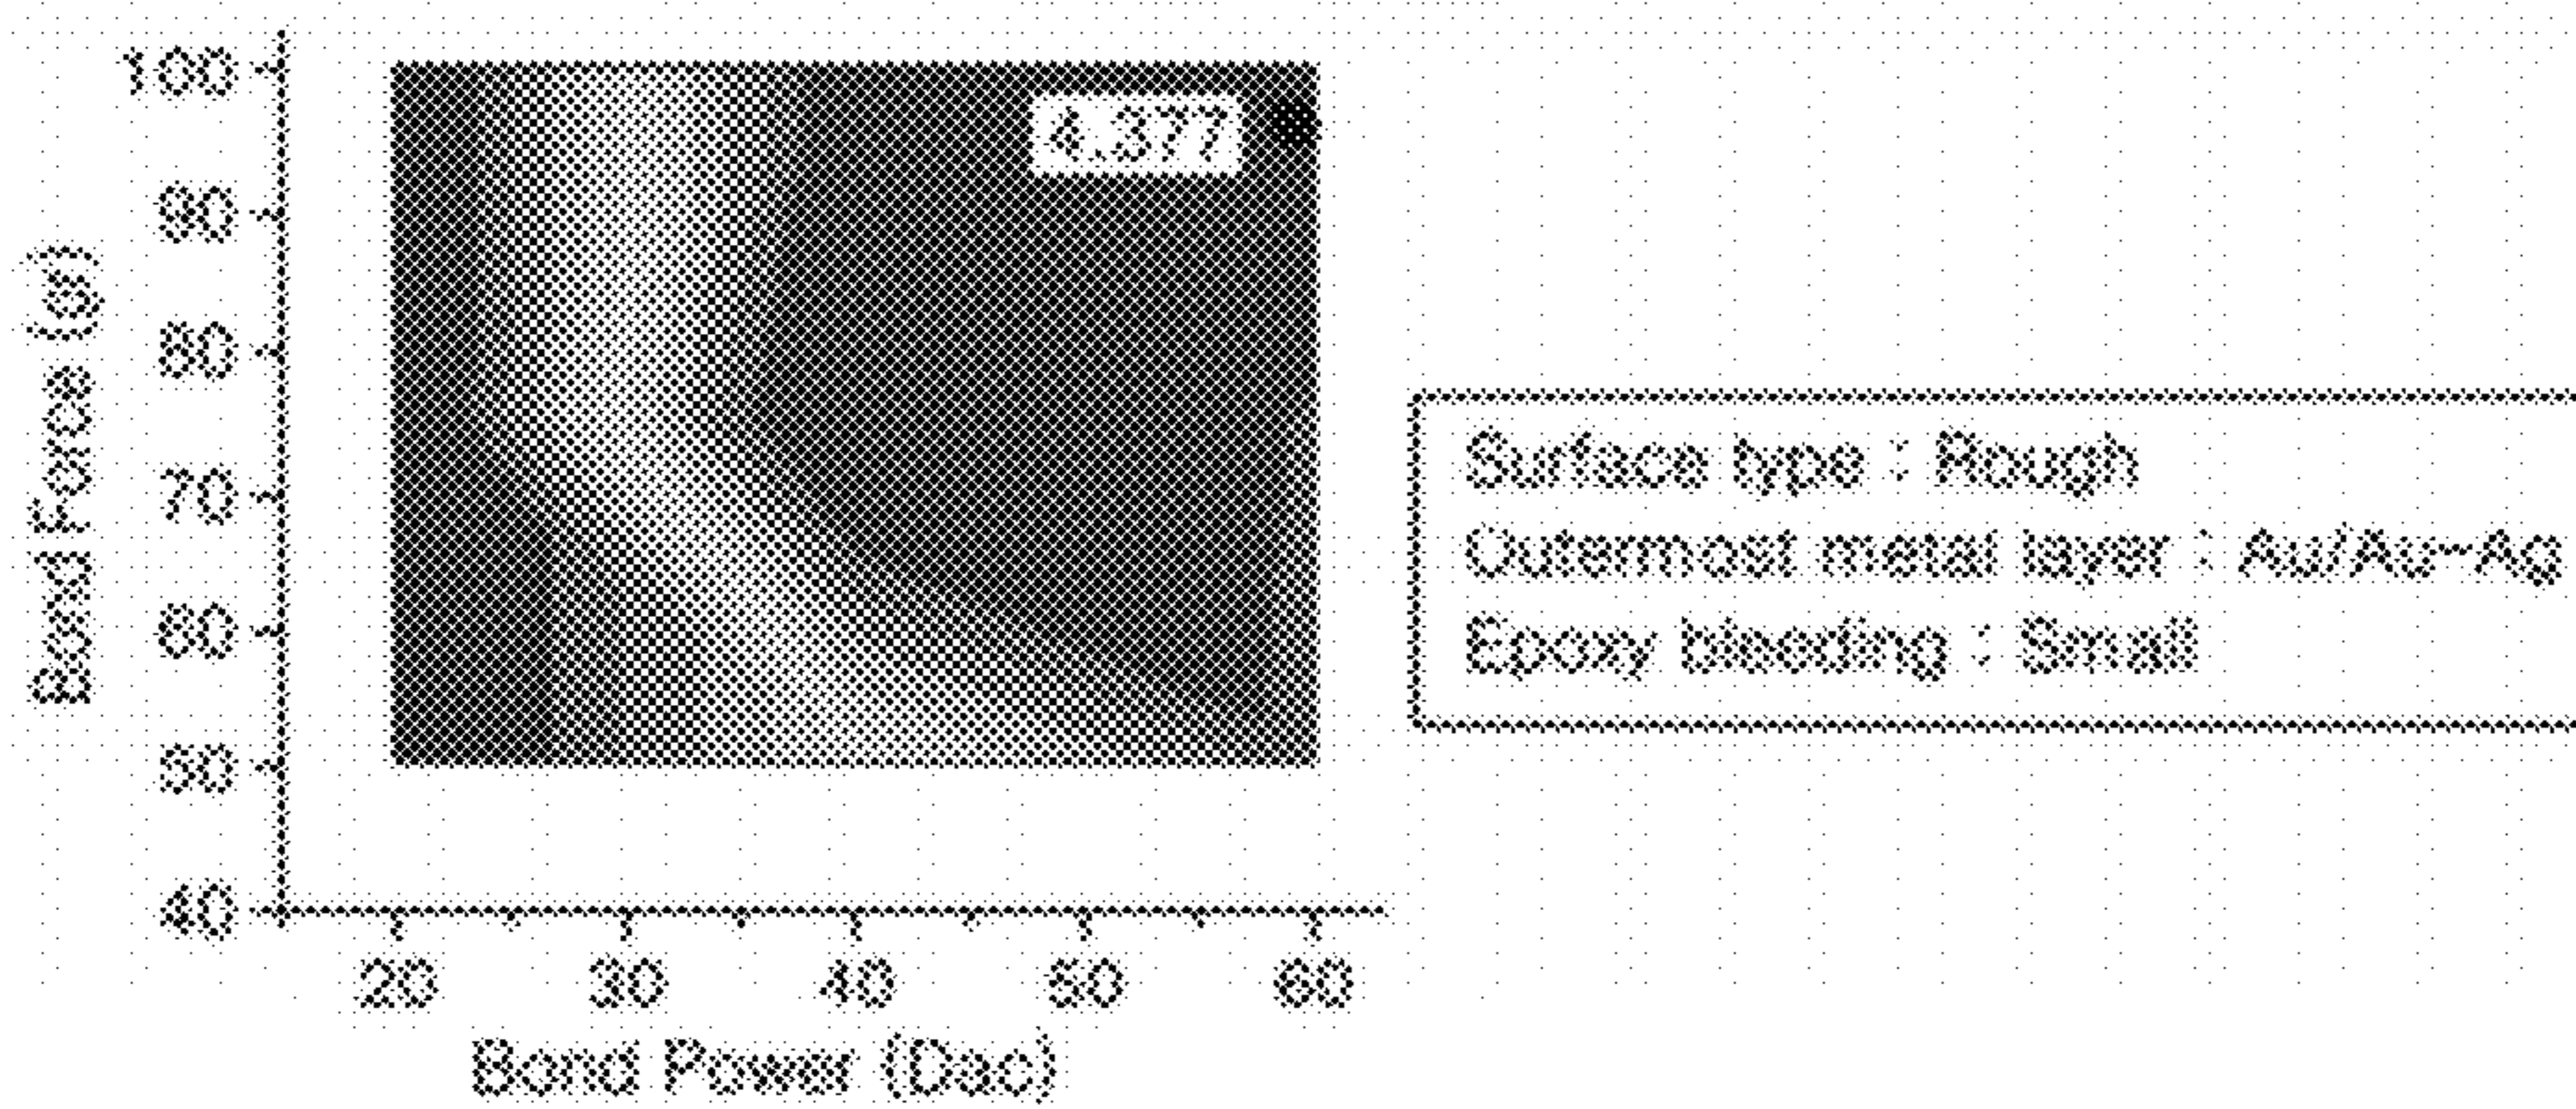 100
90
80
70
60
50
40
Bond Force (gf)
4.377
Surface type : Rough
Outermost metal layer : Au/Au-Ag
Epoxy bleeding : Small
20 30 40 50 60
Bond Power (Dac)